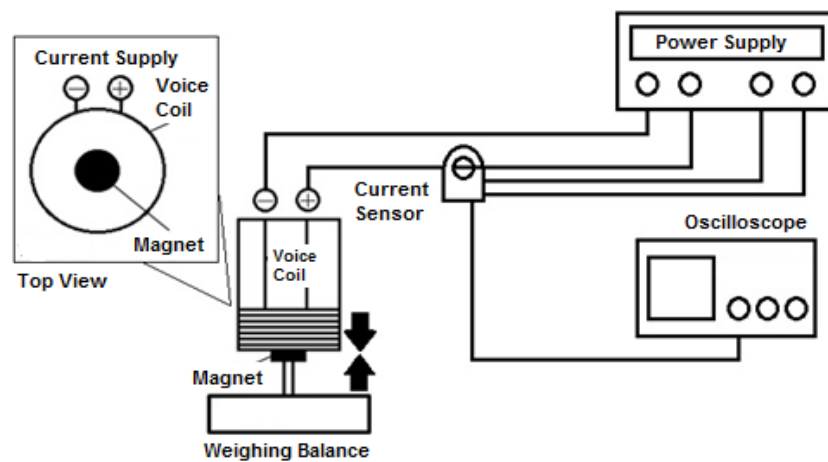 Current Supply
− +
Voice
Coil
Magnet
Top View
Power Supply
− +
Current
Sensor
Voice
Coil
Oscilloscope
Magnet
Weighing Balance